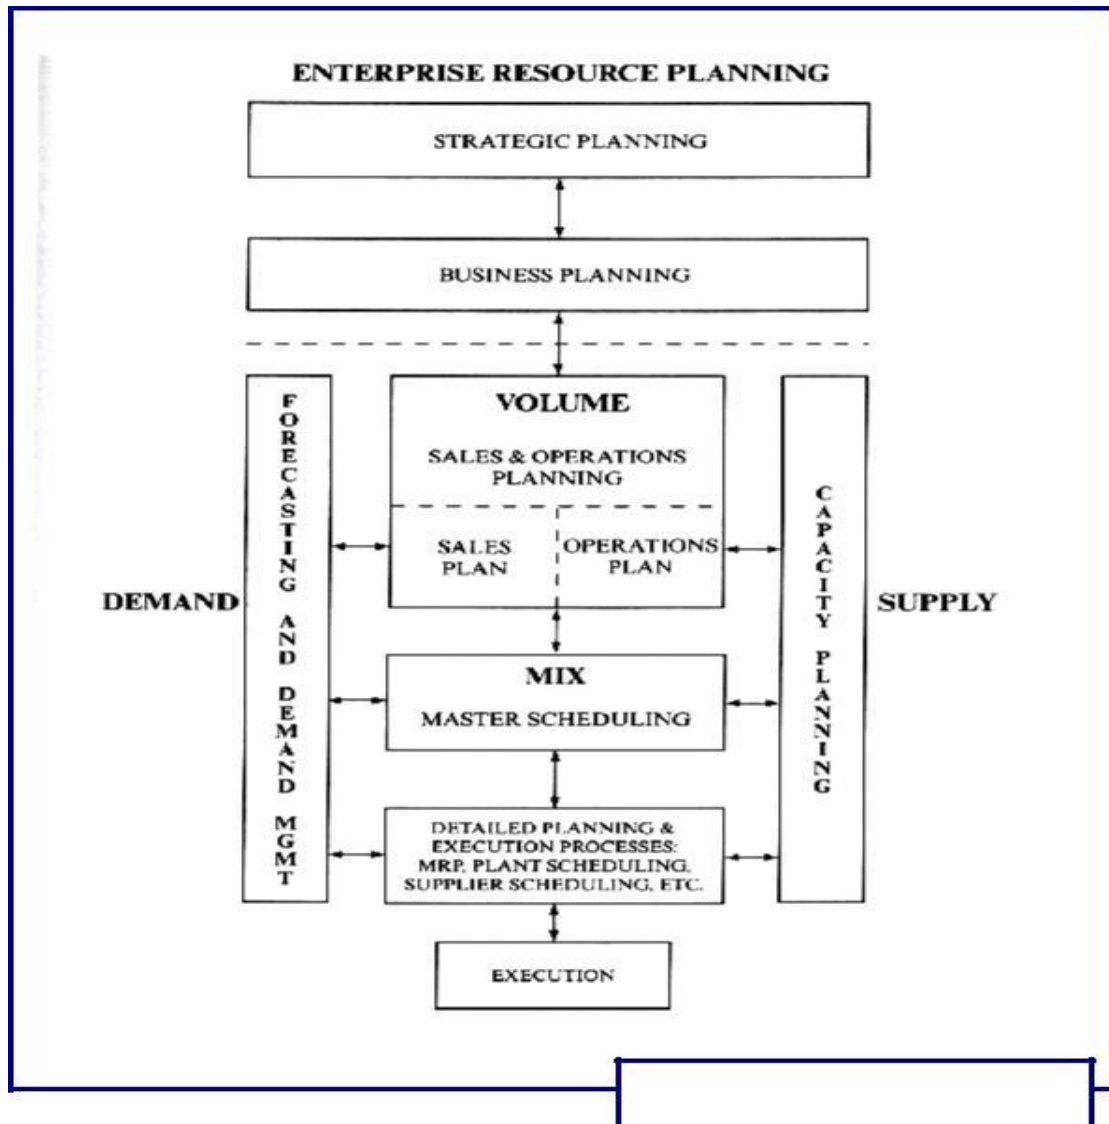 ENTERPRISE RESOURCE PLANNING
STRATEGIC PLANNING
BUSINESS PLANNING
VOLUME
SALES & OPERATIONS
PLANNING
SALES
PLAN
OPERATIONS
PLAN
DEMAND
FORECASTING AND DEMAND MGMT
CAPACITY PLANNING
SUPPLY
MIX
MASTER SCHEDULING
DETAILED PLANNING &
EXECUTION PROCESSES:
MRP, PLANT SCHEDULING,
SUPPLIER SCHEDULING, ETC.
EXECUTION